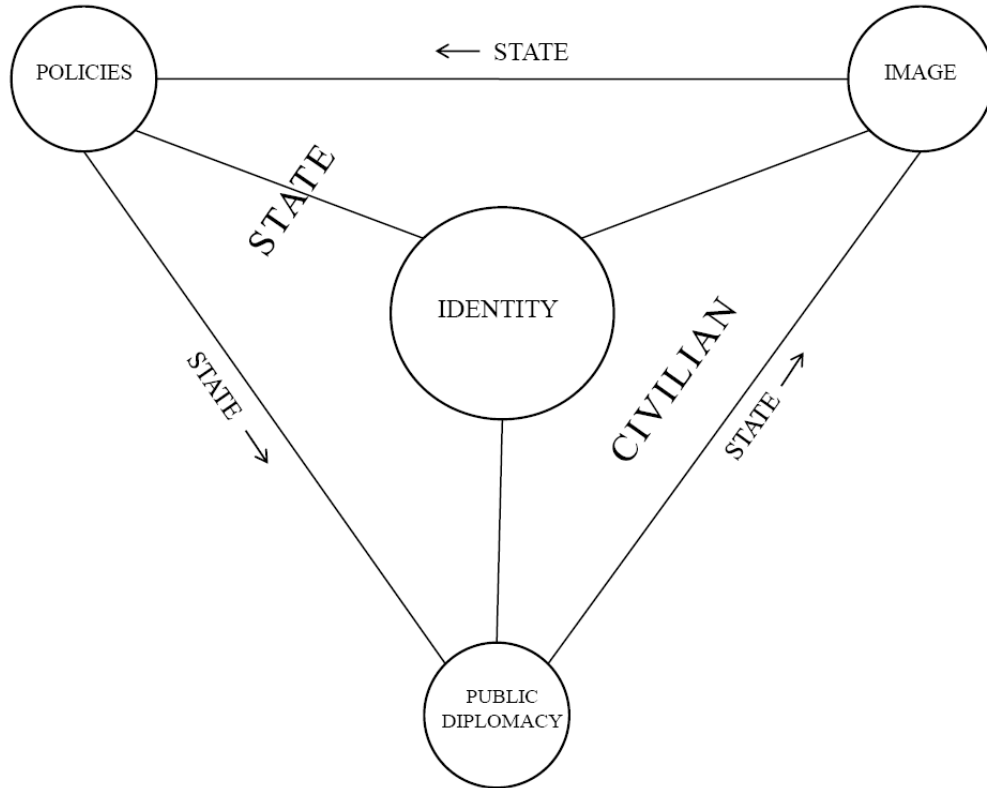 ← STATE
POLICIES
IMAGE
STATE
IDENTITY
CIVILIAN
STATE →
STATE →
PUBLIC
DIPLOMACY